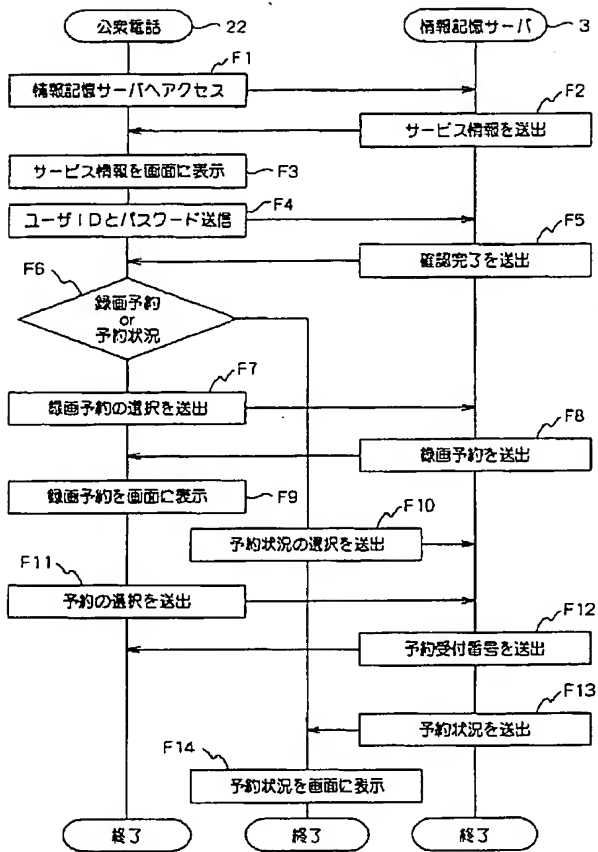 公衆電話
22
情報記憶サーバ
3
F1
情報記憶サーバへアクセス
F2
サービス情報を送出
サービス情報を画面に表示
F3
F4
ユーザIDとパスワード送信
F5
確認完了を送出
F6
録画予約
or
予約状況
F7
録画予約の選択を送出
F8
録画予約を送出
録画予約を画面に表示
F9
F10
予約状況の選択を送出
F11
予約の選択を送出
F12
予約受付番号を送出
F13
予約状況を送出
F14
予約状況を画面に表示
終了
終了
終了